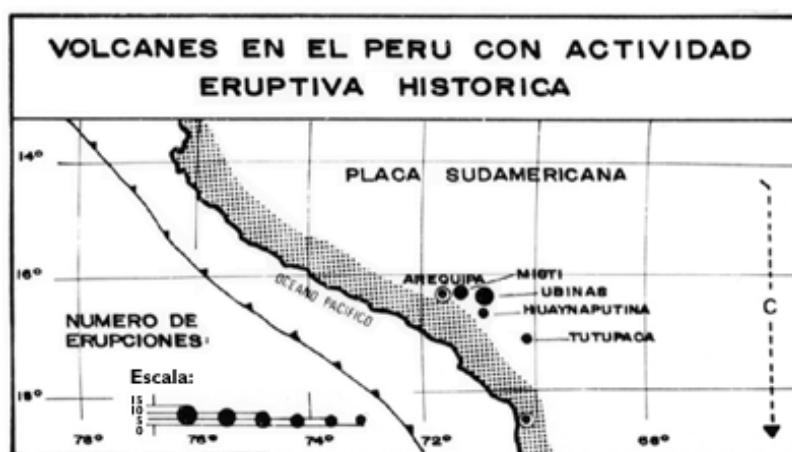 VOLCANES EN EL PERU CON ACTIVIDAD
ERUPTIVA HISTORICA
14°
PLACA SUDAMERICANA
16°
AREQUIPA
MISTI
UBINAS
HUAYNAPUTINA
OCEANO PACIFICO
C
NUMERO DE
ERUPCIONES:
TUTUPACA
Escala:
15
10
5
0
18°
78°
76°
74°
72°
68°